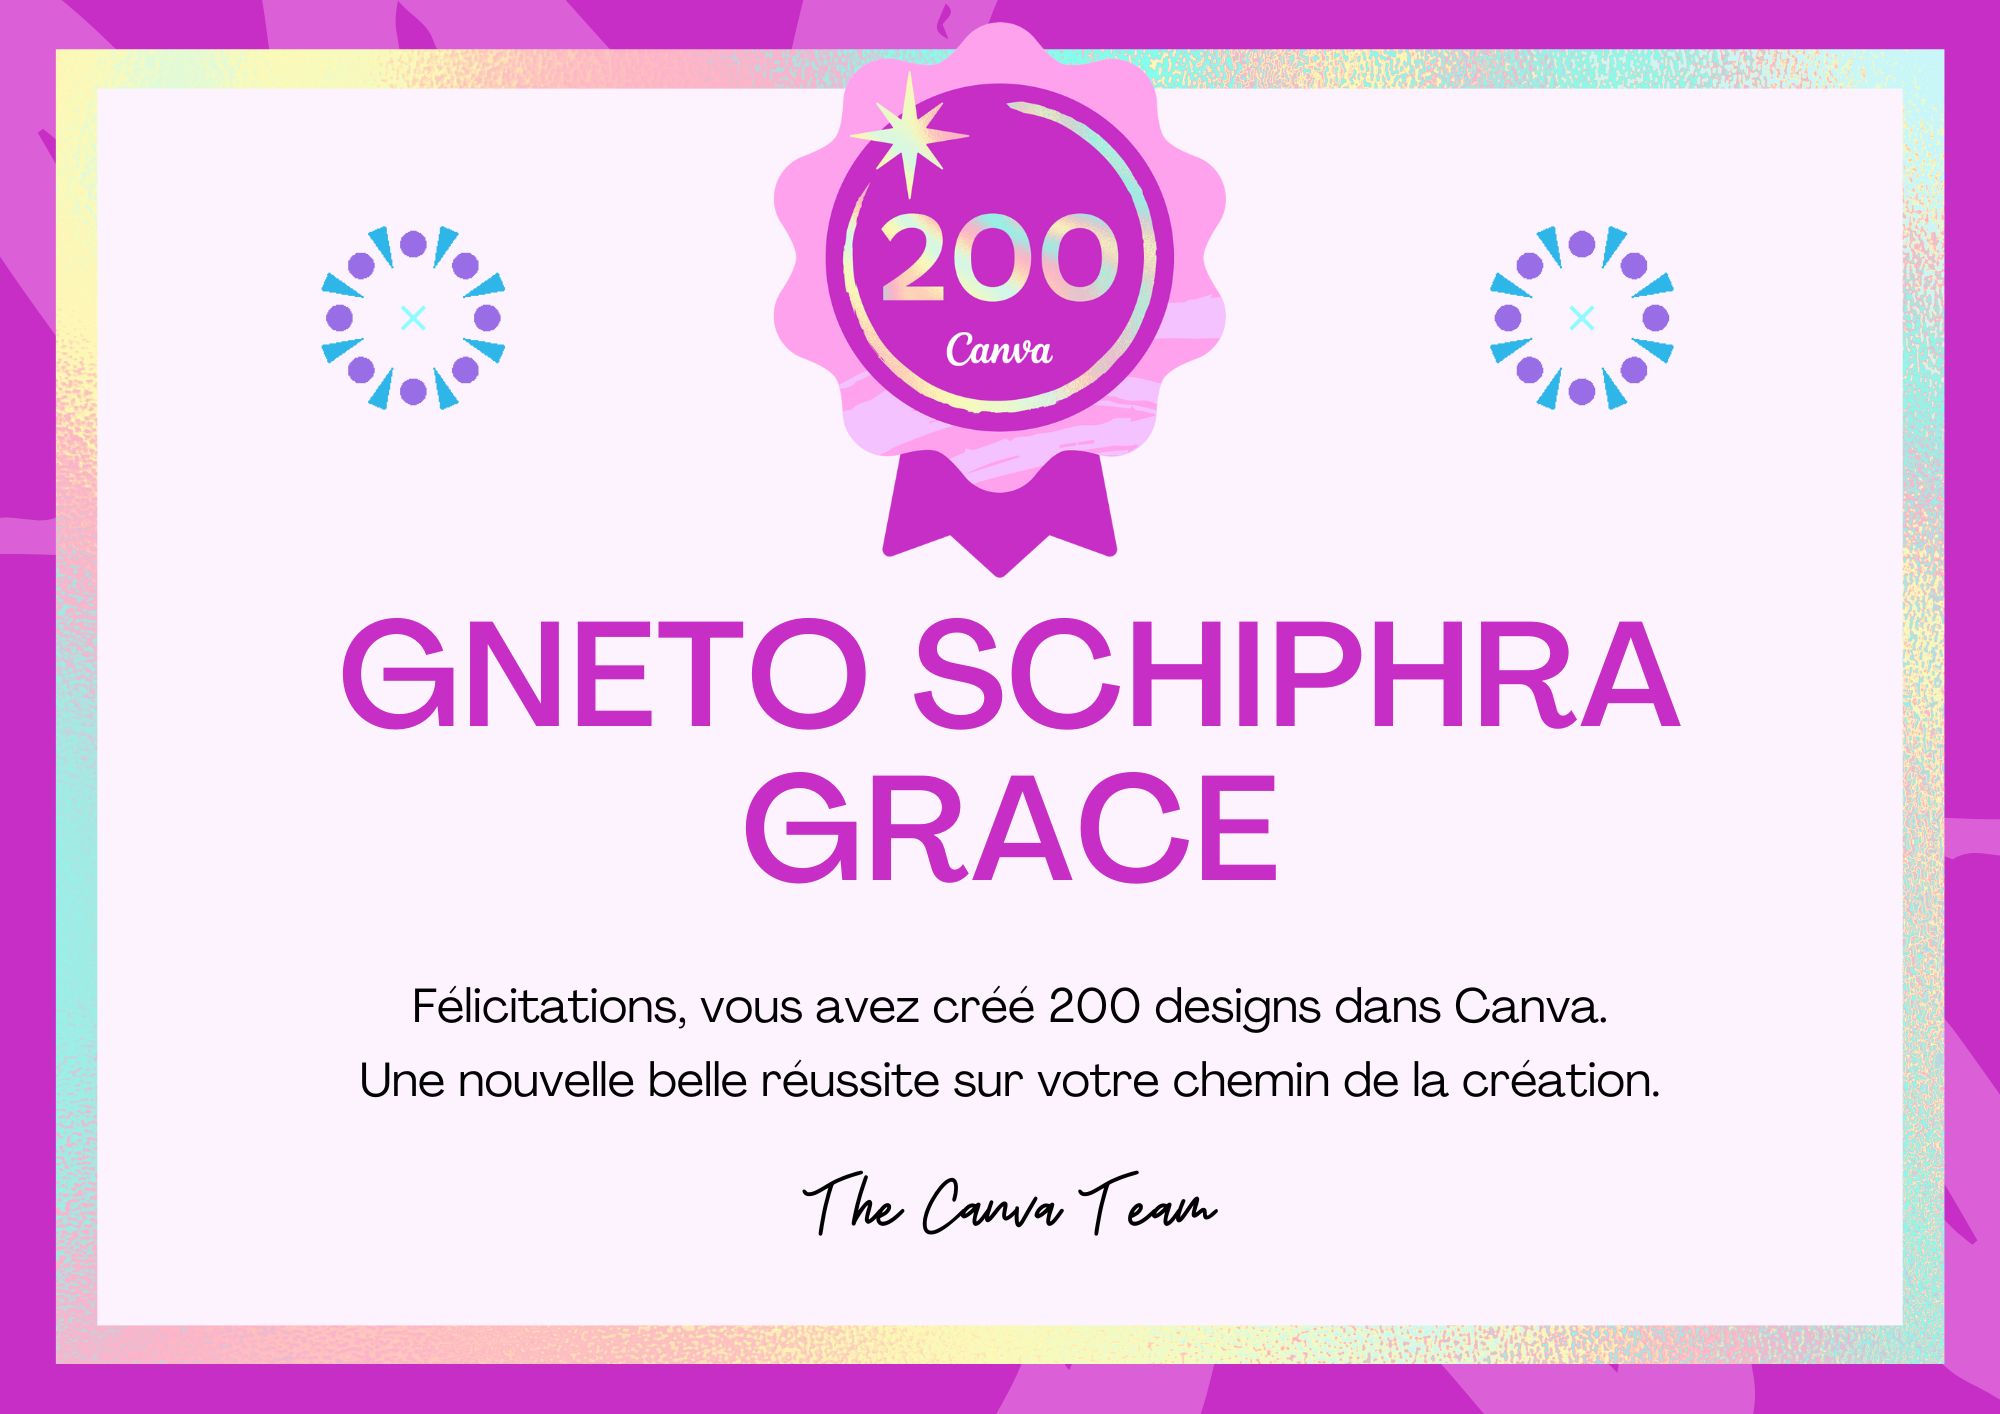 200
Canva
GNETO SCHIPHRA
GRACE
Félicitations, vous avez créé 200 designs dans Canva.
Une nouvelle belle réussite sur votre chemin de la création.
The Canva Team